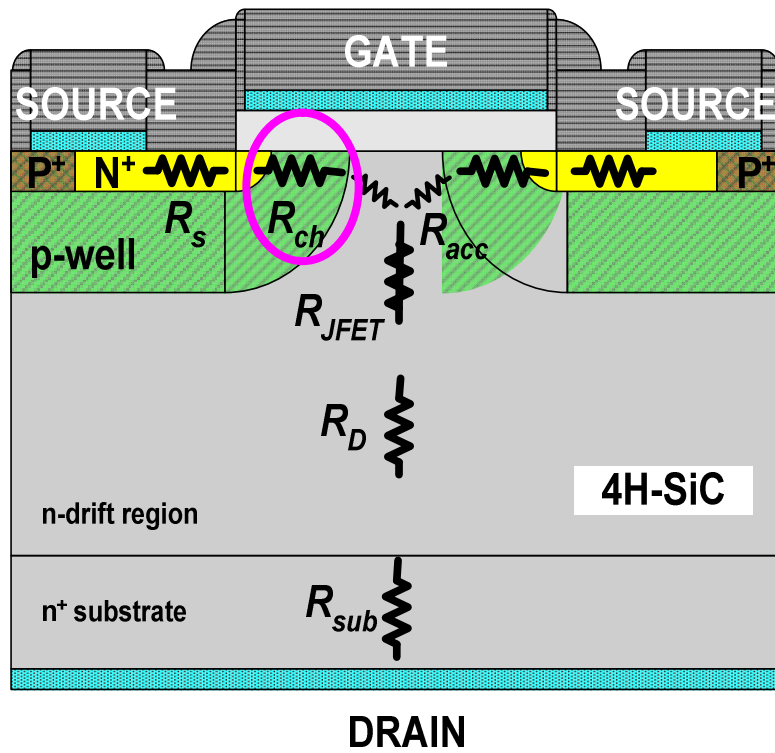 GATE
SOURCE
SOURCE
P+
N+
P+
Rs
Rch
Racc
p-well
RJFET
RD
4H-SiC
n-drift region
n+ substrate
Rsub
DRAIN